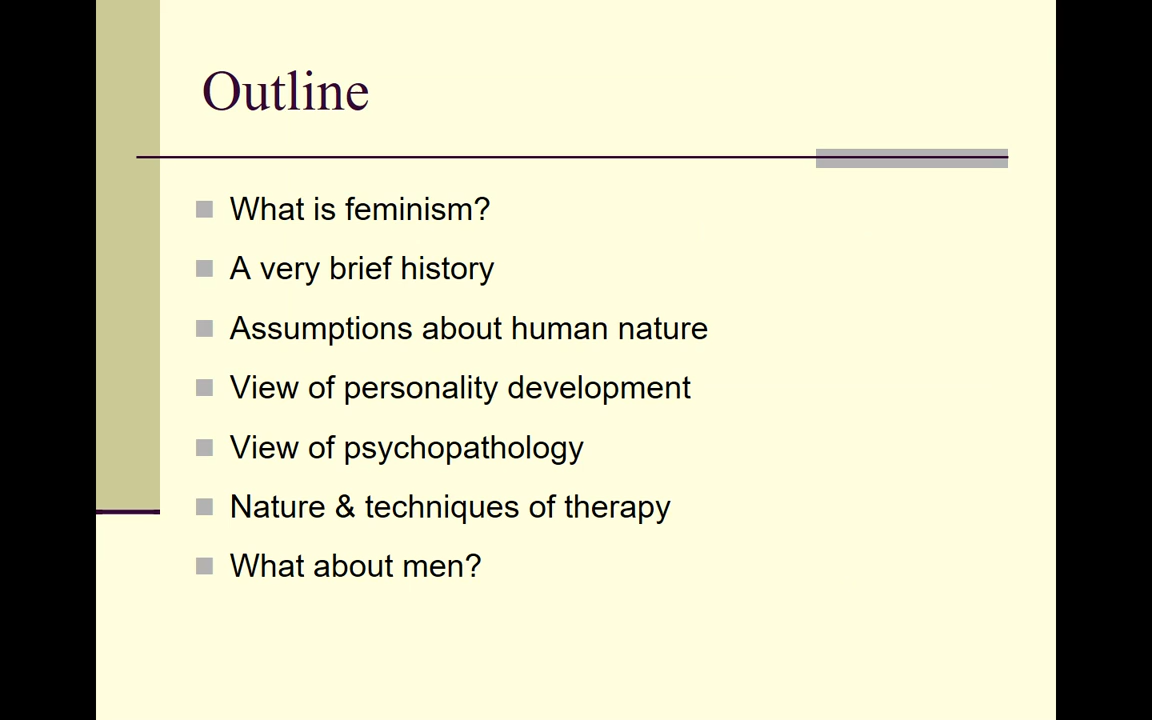 Outline
What is feminism?
A very brief history
Assumptions about human nature
View of personality development
View of psychopathology
Nature & techniques of therapy
What about men?